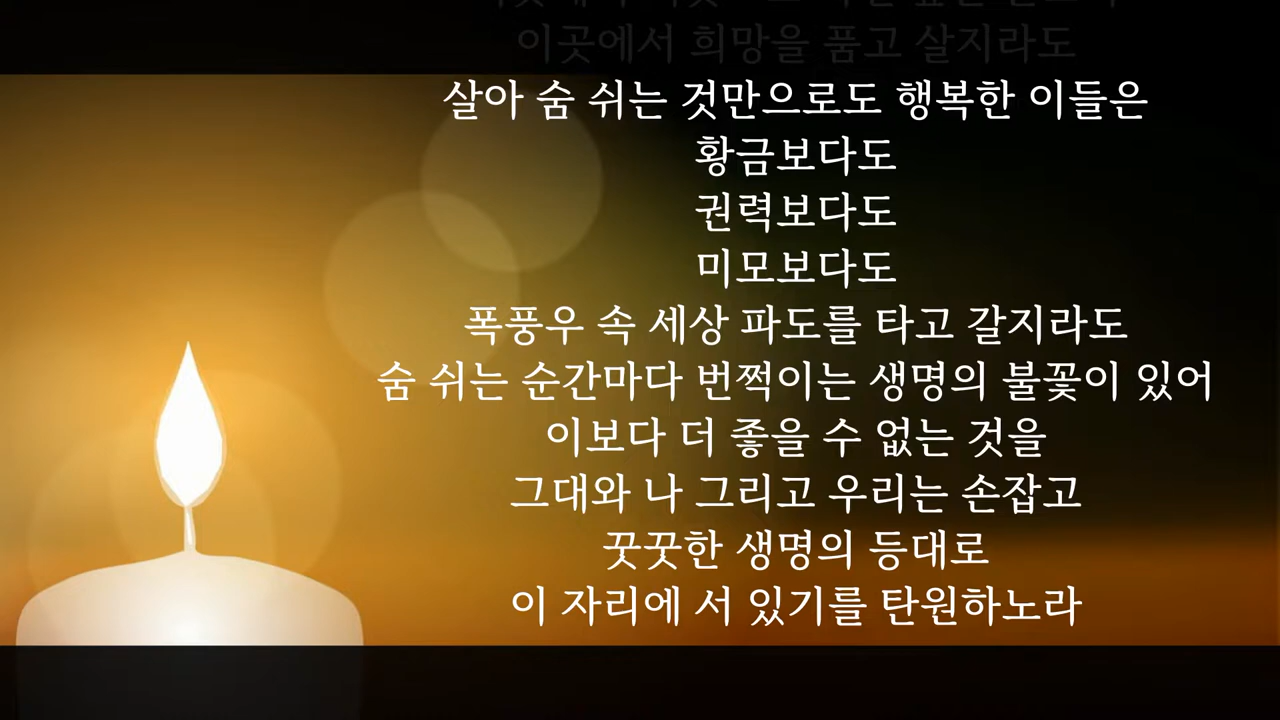 이곳에서 희망을 품고 살지라도
살아 숨 쉬는 것만으로도 행복한 이들은
황금보다도
권력보다도
미모보다도
폭풍우 속 세상 파도를 타고 갈지라도
숨 쉬는 순간마다 번쩍이는 생명의 불꽃이 있어
이보다 더 좋을 수 없는 것을
그대와 나 그리고 우리는 손잡고
꿋꿋한 생명의 등대로
이 자리에 서 있기를 탄원하노라